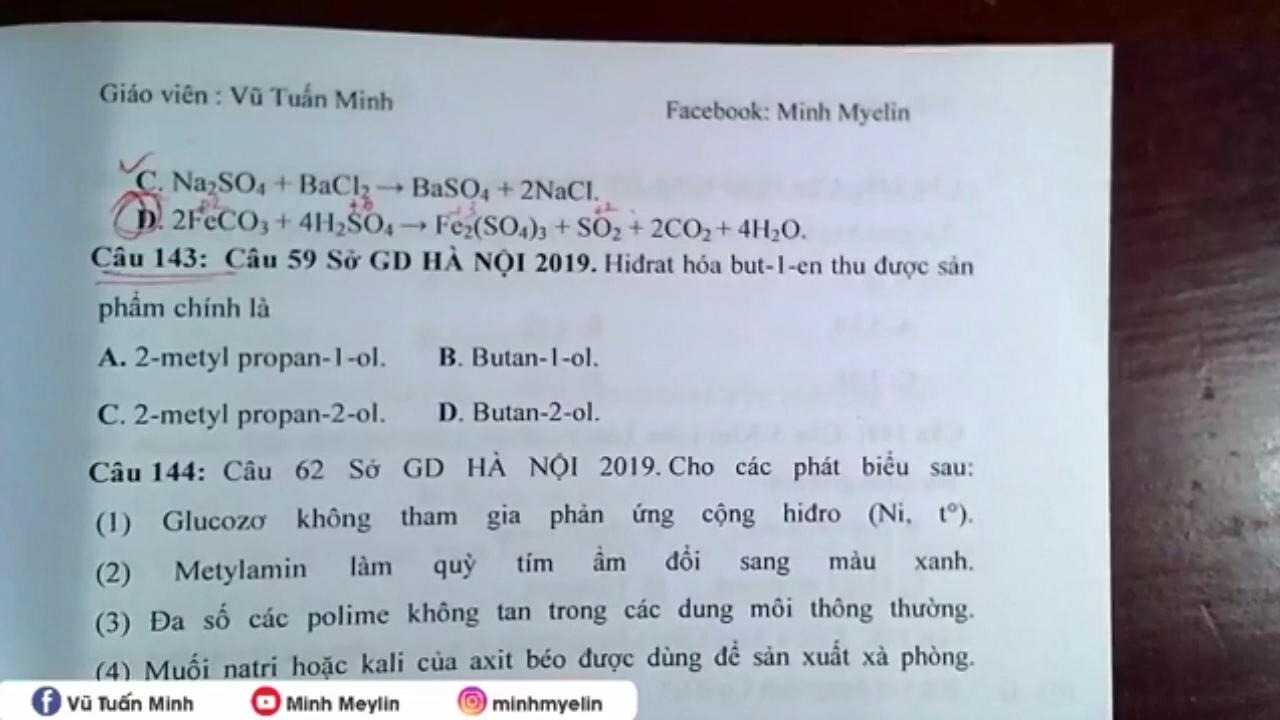 Giáo viên : Vũ Tuấn Minh
Facebook: Minh Myelin
C. Na₂SO₄ + BaCl₂ → BaSO₄ + 2NaCl.
+2 +6 +3 +4
D. 2FeCO₃ + 4H₂SO₄ → Fe₂(SO₄)₃ + SO₂ + 2CO₂ + 4H₂O.
Câu 143: Câu 59 Sở GD HÀ NỘI 2019. Hiđrat hóa but-1-en thu được sản
phẩm chính là
A. 2-metyl propan-1-ol. B. Butan-1-ol.
C. 2-metyl propan-2-ol. D. Butan-2-ol.
Câu 144: Câu 62 Sở GD HÀ NỘI 2019. Cho các phát biểu sau:
(1) Glucozơ không tham gia phản ứng cộng hiđro (Ni, t°).
(2) Metylamin làm quỳ tím ẩm đổi sang màu xanh.
(3) Đa số các polime không tan trong các dung môi thông thường.
(4) Muối natri hoặc kali của axit béo được dùng để sản xuất xà phòng.
Vũ Tuấn Minh Minh Meylin minhmyelin